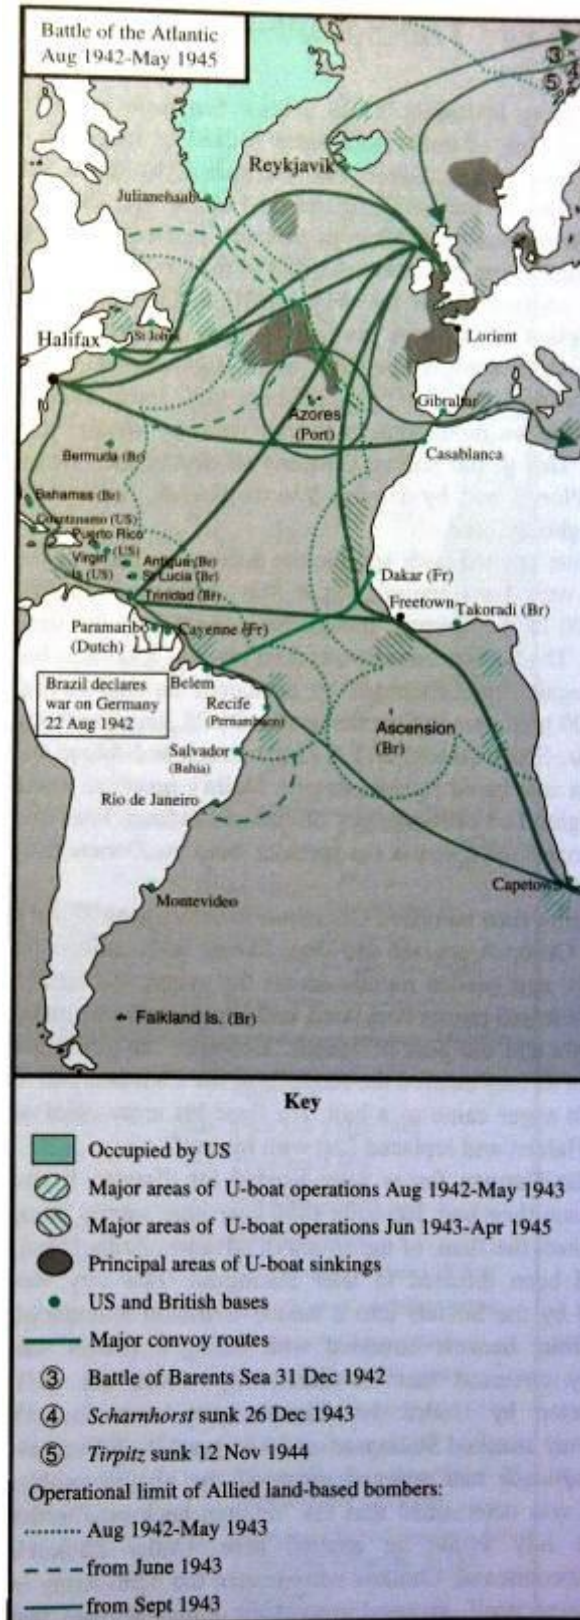 Battle of the Atlantic
Aug 1942-May 1945
③
④
⑤
Reykjavik
Julianehaab
Halifax
St Johns
Lorient
Azores
(Port)
Gibraltar
Casablanca
Bermuda (Br)
Bahamas (Br)
Guantanamo (US)
Puerto Rico
(US)
Virgin
Is (US)
Antigua (Br)
St Lucia (Br)
Trinidad (Br)
Dakar (Fr)
Freetown
Takoradi (Br)
Paramaribo
(Dutch)
Cayenne (Fr)
Belem
Brazil declares
war on Germany
22 Aug 1942
Recife
(Pernambuco)
Ascension
(Br)
Salvador
(Bahia)
Rio de Janeiro
Capetown
Montevideo
Falkland Is. (Br)
Key
Occupied by US
Major areas of U-boat operations Aug 1942-May 1943
Major areas of U-boat operations Jun 1943-Apr 1945
Principal areas of U-boat sinkings
US and British bases
Major convoy routes
③ Battle of Barents Sea 31 Dec 1942
④ Scharnhorst sunk 26 Dec 1943
⑤ Tirpitz sunk 12 Nov 1944
Operational limit of Allied land-based bombers:
Aug 1942-May 1943
from June 1943
from Sept 1943